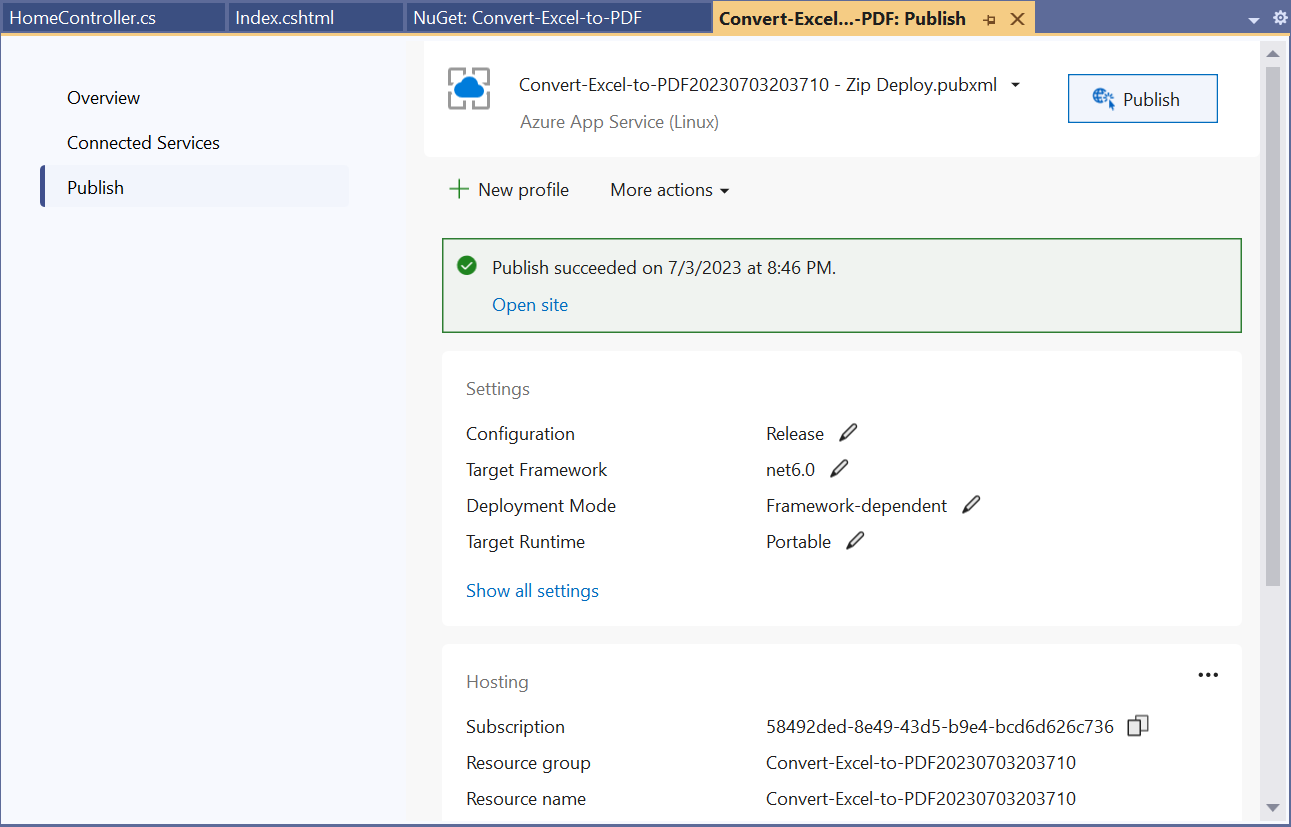 HomeController.cs
Index.cshtml
NuGet: Convert-Excel-to-PDF
Convert-Excel...-PDF: Publish
Overview
Connected Services
Publish
Convert-Excel-to-PDF20230703203710 - Zip Deploy.pubxml
Azure App Service (Linux)
Publish
New profile
More actions
Publish succeeded on 7/3/2023 at 8:46 PM.
Open site
Settings
Configuration Release
Target Framework net6.0
Deployment Mode Framework-dependent
Target Runtime Portable
Show all settings
Hosting
Subscription 58492ded-8e49-43d5-b9e4-bcd6d626c736
Resource group Convert-Excel-to-PDF20230703203710
Resource name Convert-Excel-to-PDF20230703203710